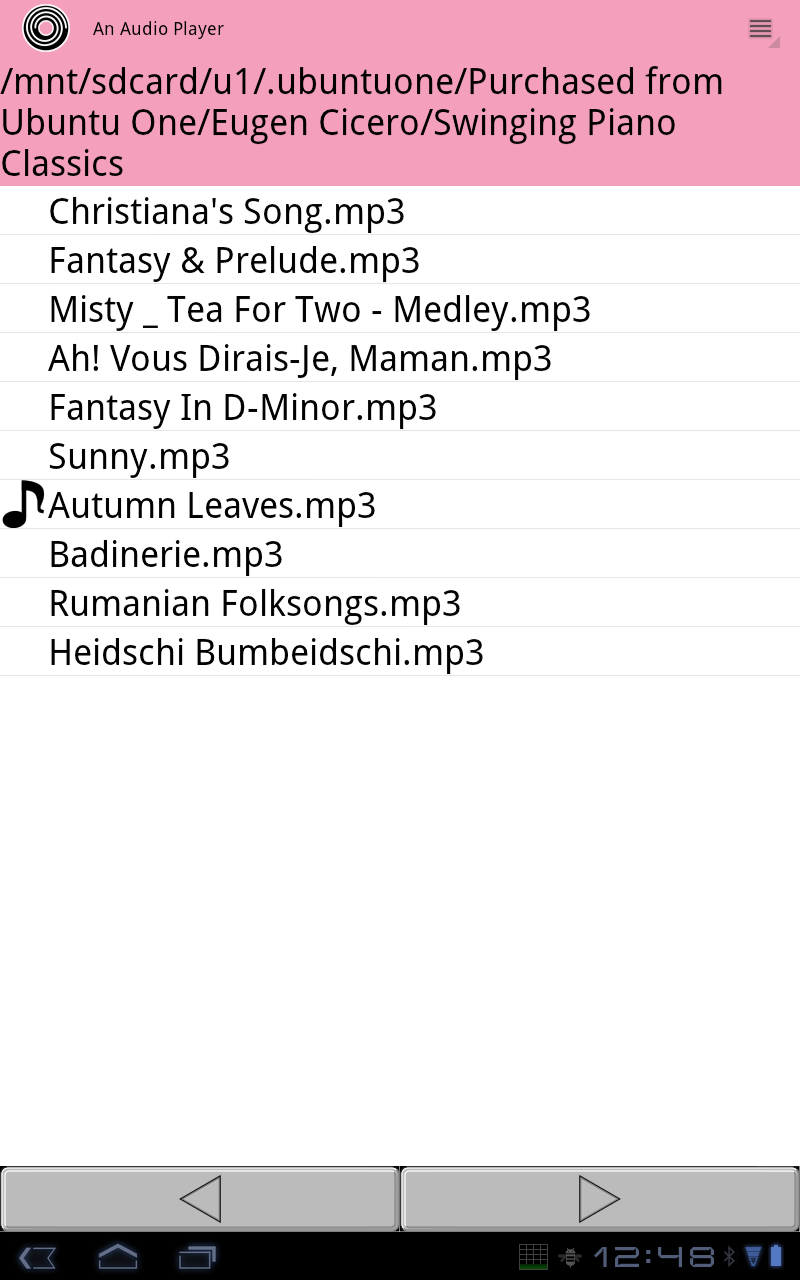 An Audio Player
/mnt/sdcard/u1/.ubuntuone/Purchased from
Ubuntu One/Eugen Cicero/Swinging Piano
Classics
Christiana's Song.mp3
Fantasy & Prelude.mp3
Misty _ Tea For Two - Medley.mp3
Ah! Vous Dirais-Je, Maman.mp3
Fantasy In D-Minor.mp3
Sunny.mp3
Autumn Leaves.mp3
Badinerie.mp3
Rumanian Folksongs.mp3
Heidschi Bumbeidschi.mp3
12:48